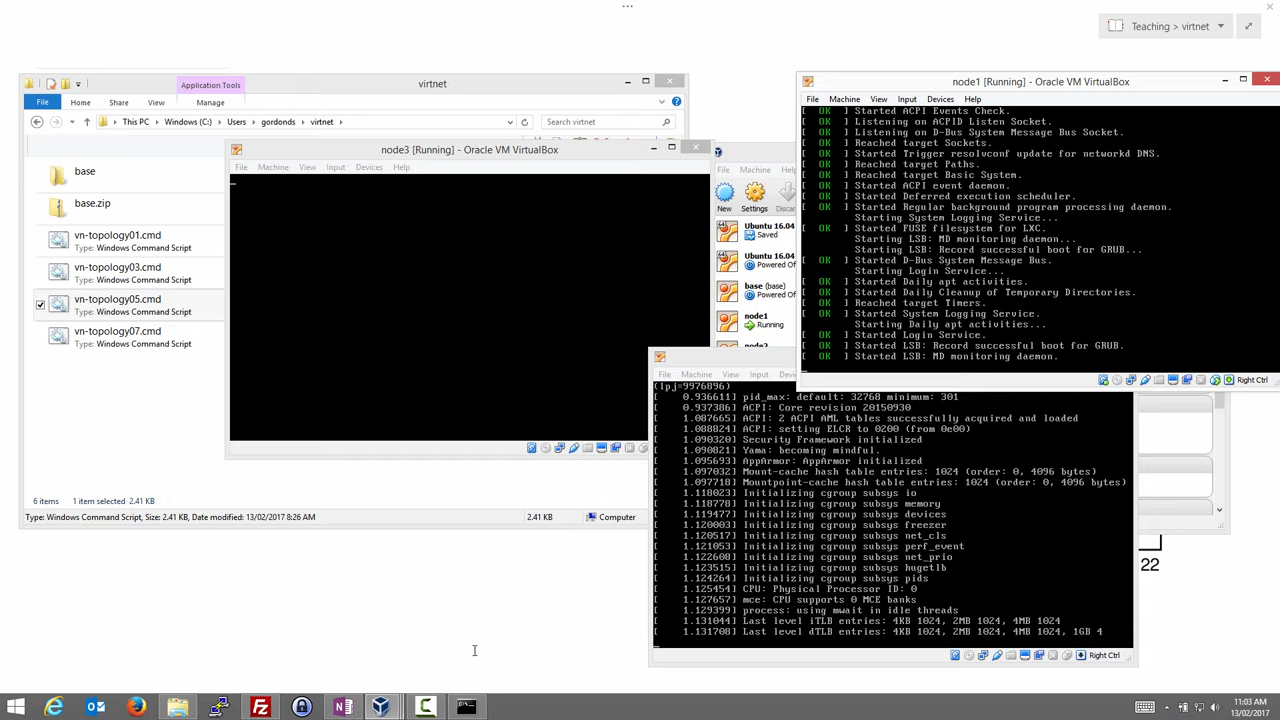 Teaching > virtnet
Application Tools
virtnet
File
Home
Share
View
Manage
This PC
Windows (C:)
Users
gordonds
virtnet
Search virtnet
base
base.zip
vn-topology01.cmd
Type: Windows Command Script
vn-topology03.cmd
Type: Windows Command Script
vn-topology05.cmd
Type: Windows Command Script
vn-topology07.cmd
Type: Windows Command Script
6 items
1 item selected 2.41 KB
Type: Windows Command Script, Size: 2.41 KB, Date modified: 13/02/2017 8:26 AM
2.41 KB
Computer
node3 [Running] - Oracle VM VirtualBox
File Machine View Input Devices Help
File Machine Help
New
Settings
Discar
Ubuntu 16.04
Saved
Ubuntu 16.04
Powered Of
base (base)
Powered Of
node1
Running
node1 [Running] - Oracle VM VirtualBox
File Machine View Input Devices Help
[ OK ] Started ACPI Events Check.
[ OK ] Listening on ACPID Listen Socket.
[ OK ] Listening on D-Bus System Message Bus Socket.
[ OK ] Reached target Sockets.
[ OK ] Started Trigger resolvconf update for networkd DNS.
[ OK ] Reached target Paths.
[ OK ] Reached target Basic System.
[ OK ] Started ACPI event daemon.
[ OK ] Started Deferred execution scheduler.
[ OK ] Started Regular background program processing daemon.
Starting System Logging Service...
[ OK ] Started FUSE filesystem for LXC.
Starting LSB: MD monitoring daemon...
Starting LSB: Record successful boot for GRUB...
[ OK ] Started D-Bus System Message Bus.
Starting Login Service...
[ OK ] Started Daily apt activities.
[ OK ] Started Daily Cleanup of Temporary Directories.
[ OK ] Reached target Timers.
[ OK ] Started System Logging Service.
Starting Daily apt activities...
[ OK ] Started Login Service.
[ OK ] Started LSB: Record successful boot for GRUB.
[ OK ] Started LSB: MD monitoring daemon.
Right Ctrl
File Machine View Input Devi
(lpj=9976896)
[ 0.936611] pid_max: default: 32768 minimum: 301
[ 0.937386] ACPI: Core revision 20150930
[ 1.087665] ACPI: 2 ACPI AML tables successfully acquired and loaded
[ 1.088824] ACPI: setting ELCR to 0200 (from 0e00)
[ 1.090320] Security Framework initialized
[ 1.090821] Yama: becoming mindful.
[ 1.095693] AppArmor: AppArmor initialized
[ 1.097032] Mount-cache hash table entries: 1024 (order: 0, 4096 bytes)
[ 1.097718] Mountpoint-cache hash table entries: 1024 (order: 0, 4096 bytes)
[ 1.118023] Initializing cgroup subsys io
[ 1.118778] Initializing cgroup subsys memory
[ 1.119477] Initializing cgroup subsys devices
[ 1.120003] Initializing cgroup subsys freezer
[ 1.120517] Initializing cgroup subsys net_cls
[ 1.121053] Initializing cgroup subsys perf_event
[ 1.122608] Initializing cgroup subsys net_prio
[ 1.123515] Initializing cgroup subsys hugetlb
[ 1.124264] Initializing cgroup subsys pids
[ 1.125454] CPU: Physical Processor ID: 0
[ 1.127657] mce: CPU supports 0 MCE banks
[ 1.129399] process: using mwait in idle threads
[ 1.131044] Last level iTLB entries: 4KB 1024, 2MB 1024, 4MB 1024
[ 1.131708] Last level dTLB entries: 4KB 1024, 2MB 1024, 4MB 1024, 1GB 4
Right Ctrl
22
11:03 AM
13/02/2017